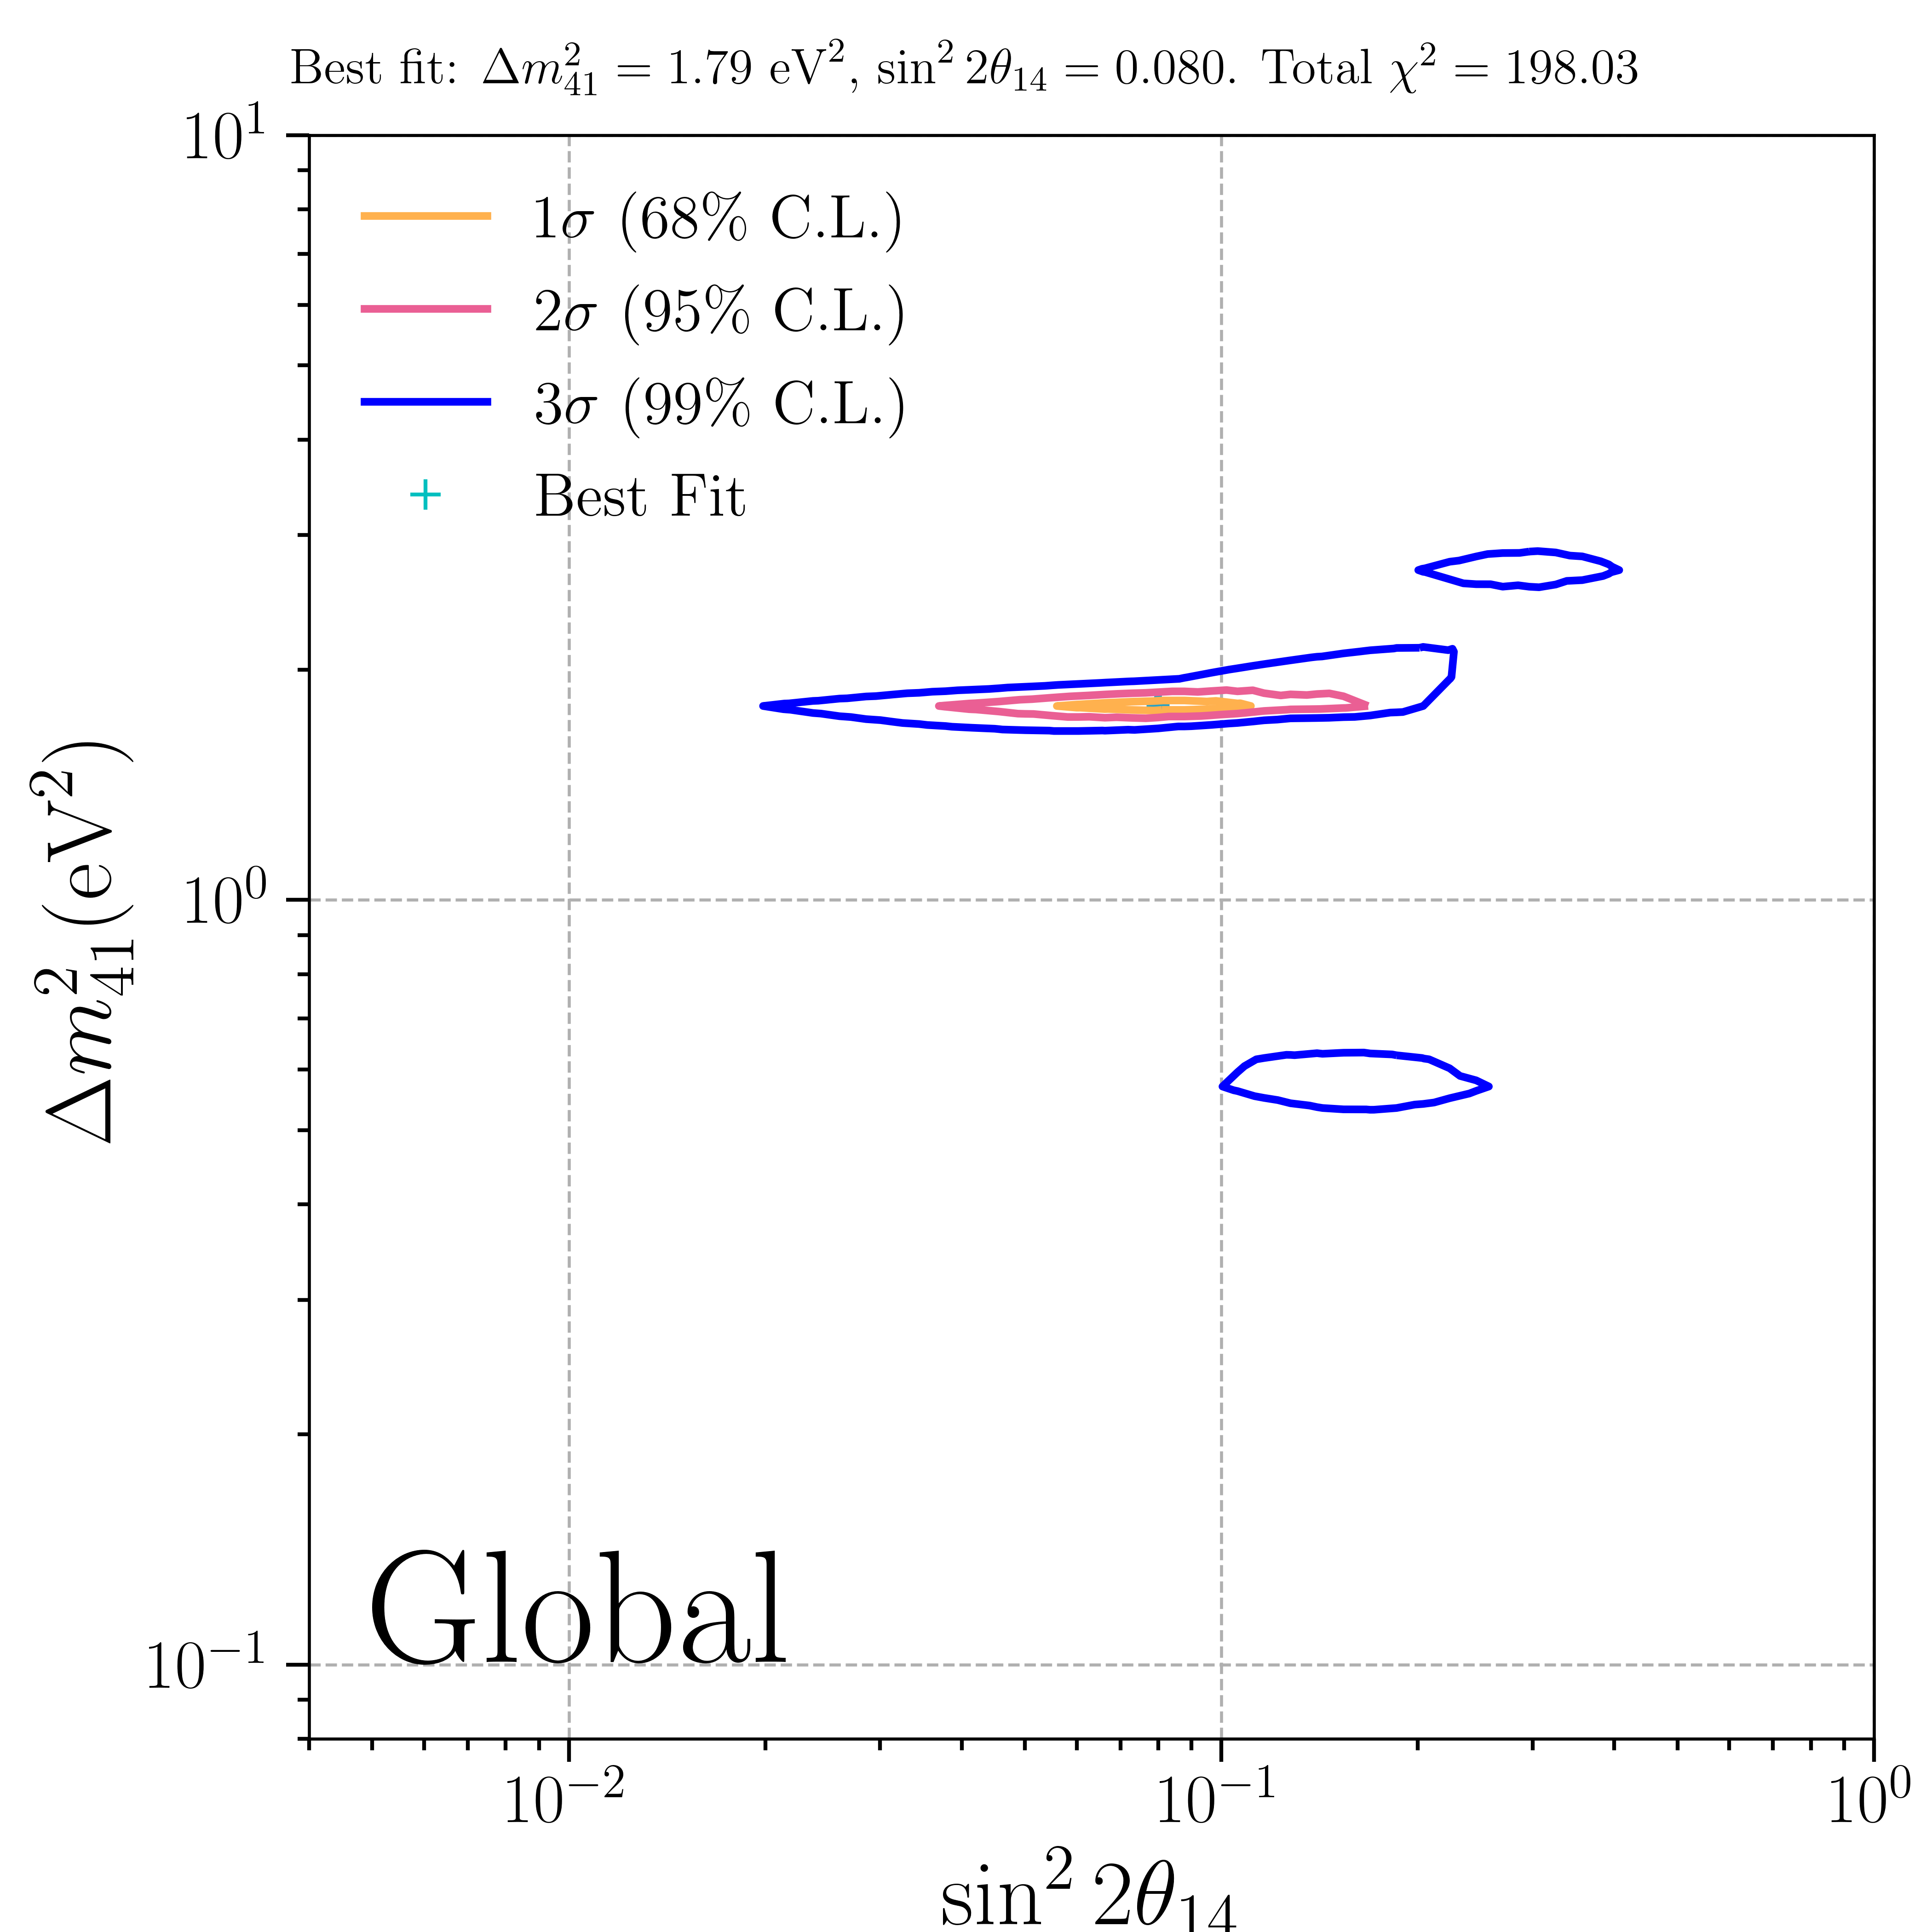 Best fit: Δm²₄₁ = 1.79 eV², sin² 2θ₁₄ = 0.080. Total χ² = 198.03
10¹
1σ (68% C.L.)
2σ (95% C.L.)
3σ (99% C.L.)
Best Fit
Δm²₄₁(eV²)
10⁰
Global
10⁻¹
10⁻²
10⁻¹
10⁰
sin² 2θ₁₄